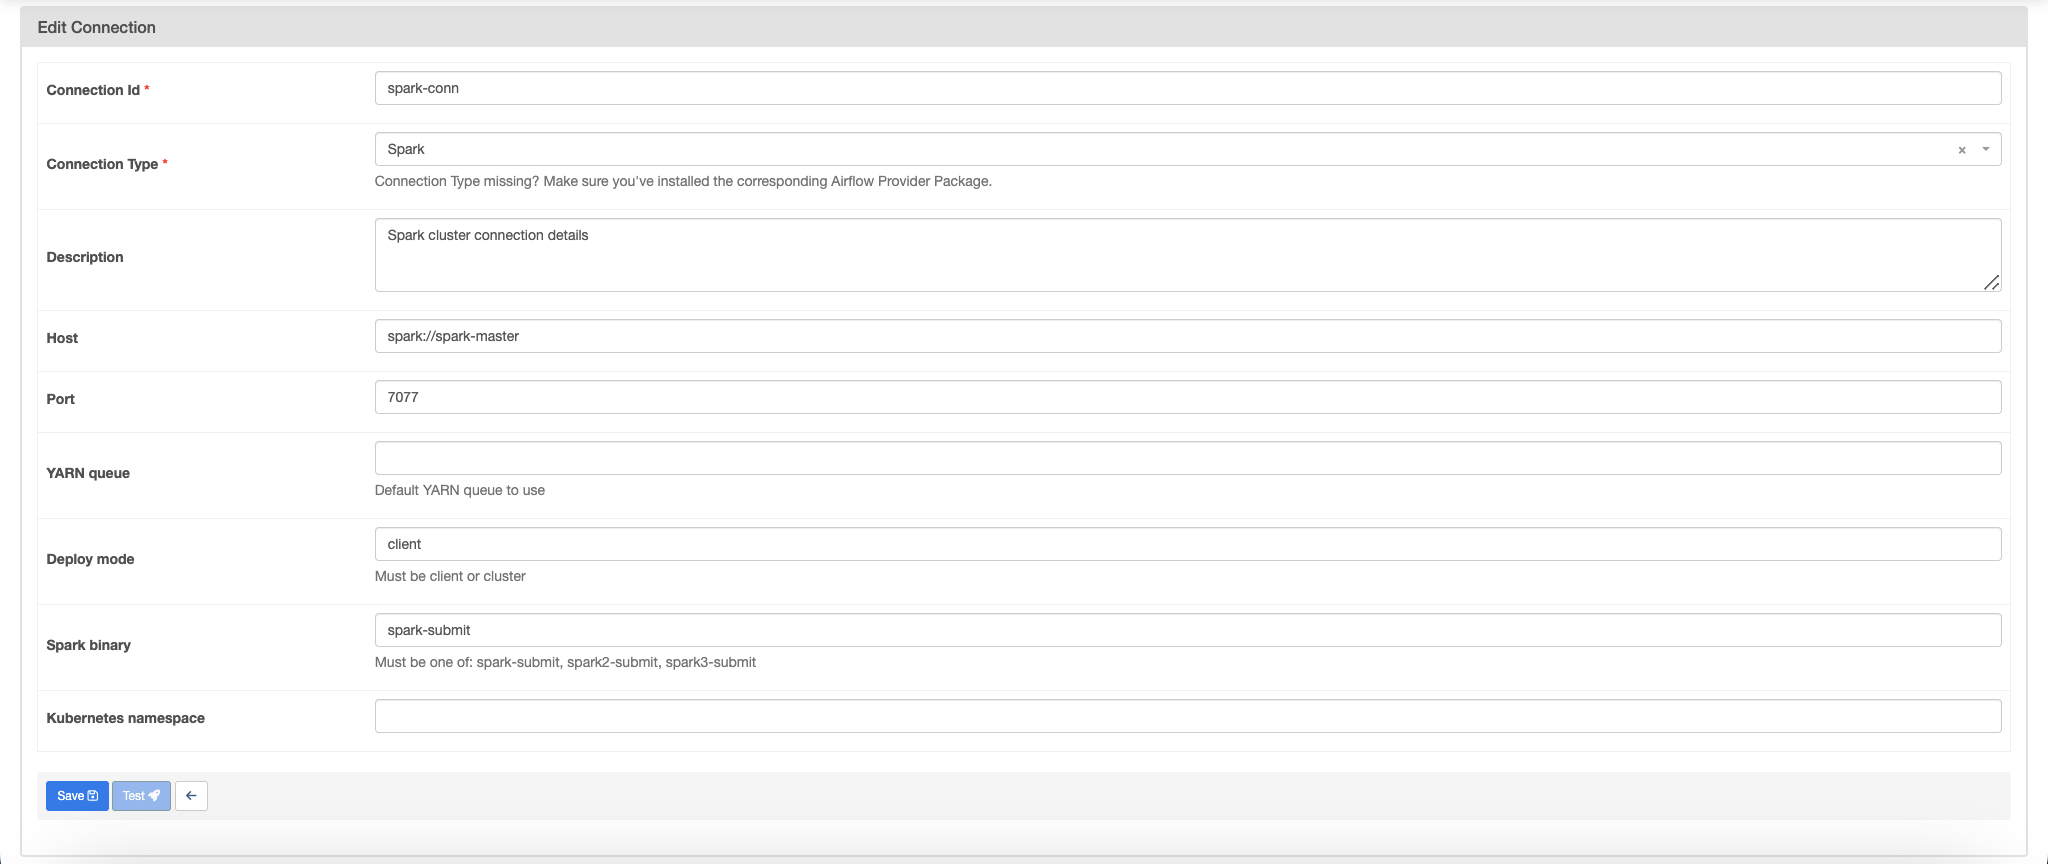 Edit Connection
Connection Id *
spark-conn
Connection Type *
Spark
Connection Type missing? Make sure you've installed the corresponding Airflow Provider Package.
Description
Spark cluster connection details
Host
spark://spark-master
Port
7077
YARN queue
Default YARN queue to use
Deploy mode
client
Must be client or cluster
Spark binary
spark-submit
Must be one of: spark-submit, spark2-submit, spark3-submit
Kubernetes namespace
Save
Test